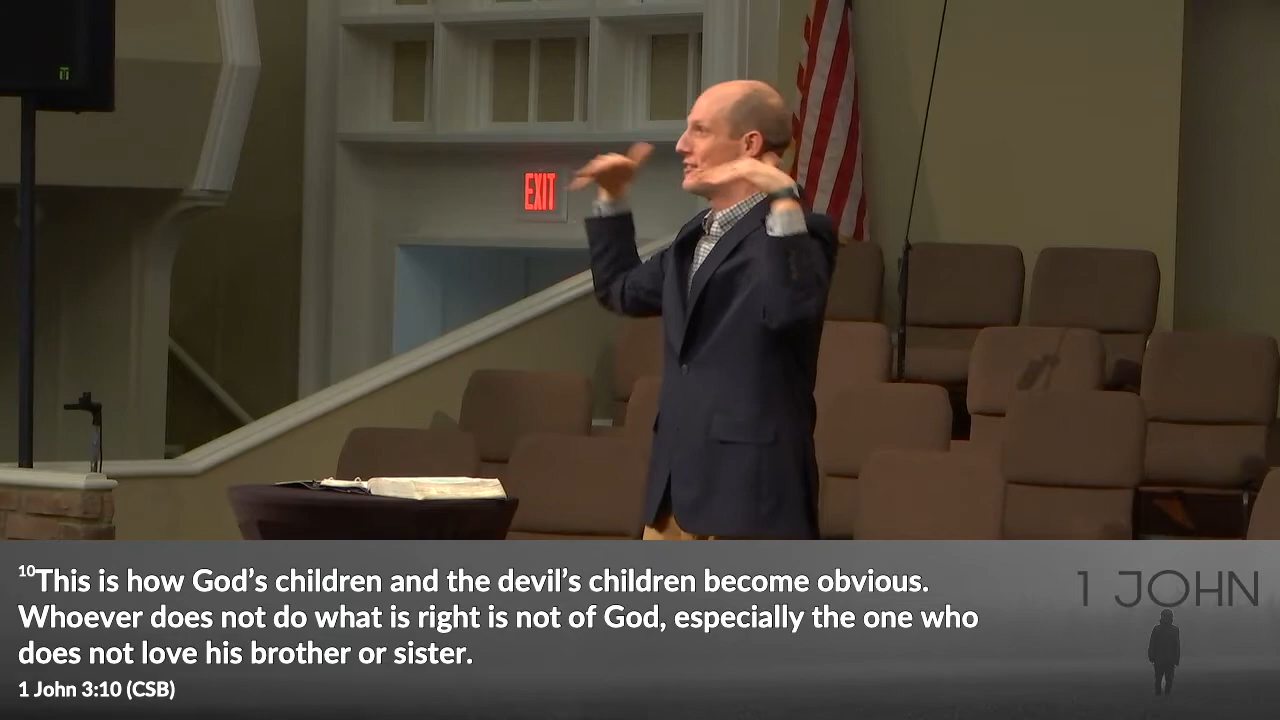 EXIT
¹⁰This is how God’s children and the devil’s children become obvious.
Whoever does not do what is right is not of God, especially the one who
does not love his brother or sister.
1 John 3:10 (CSB)
1 JOHN